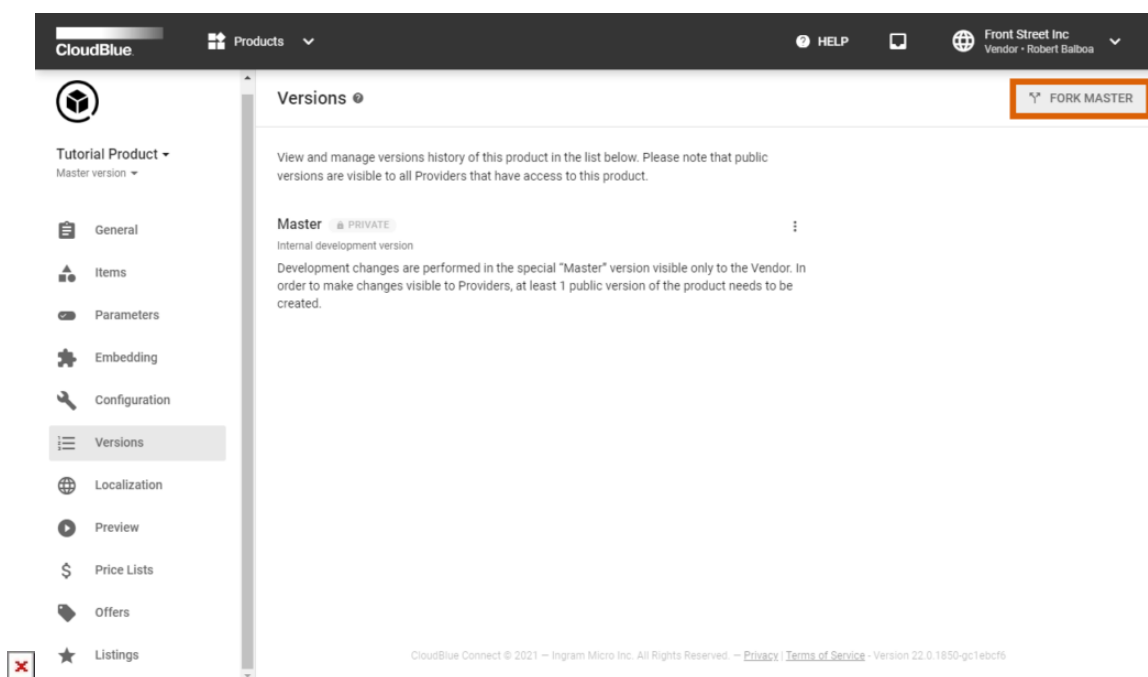 CloudBlue.
Products
HELP
Front Street Inc
Vendor • Robert Balboa
Tutorial Product
Master version
General
Items
Parameters
Embedding
Configuration
Versions
Localization
Preview
Price Lists
Offers
Listings
Versions
FORK MASTER
View and manage versions history of this product in the list below. Please note that public
versions are visible to all Providers that have access to this product.
Master PRIVATE
Internal development version
Development changes are performed in the special “Master” version visible only to the Vendor. In
order to make changes visible to Providers, at least 1 public version of the product needs to be
created.
CloudBlue Connect © 2021 — Ingram Micro Inc. All Rights Reserved. — Privacy | Terms of Service - Version 22.0.1850-gc1ebcf6